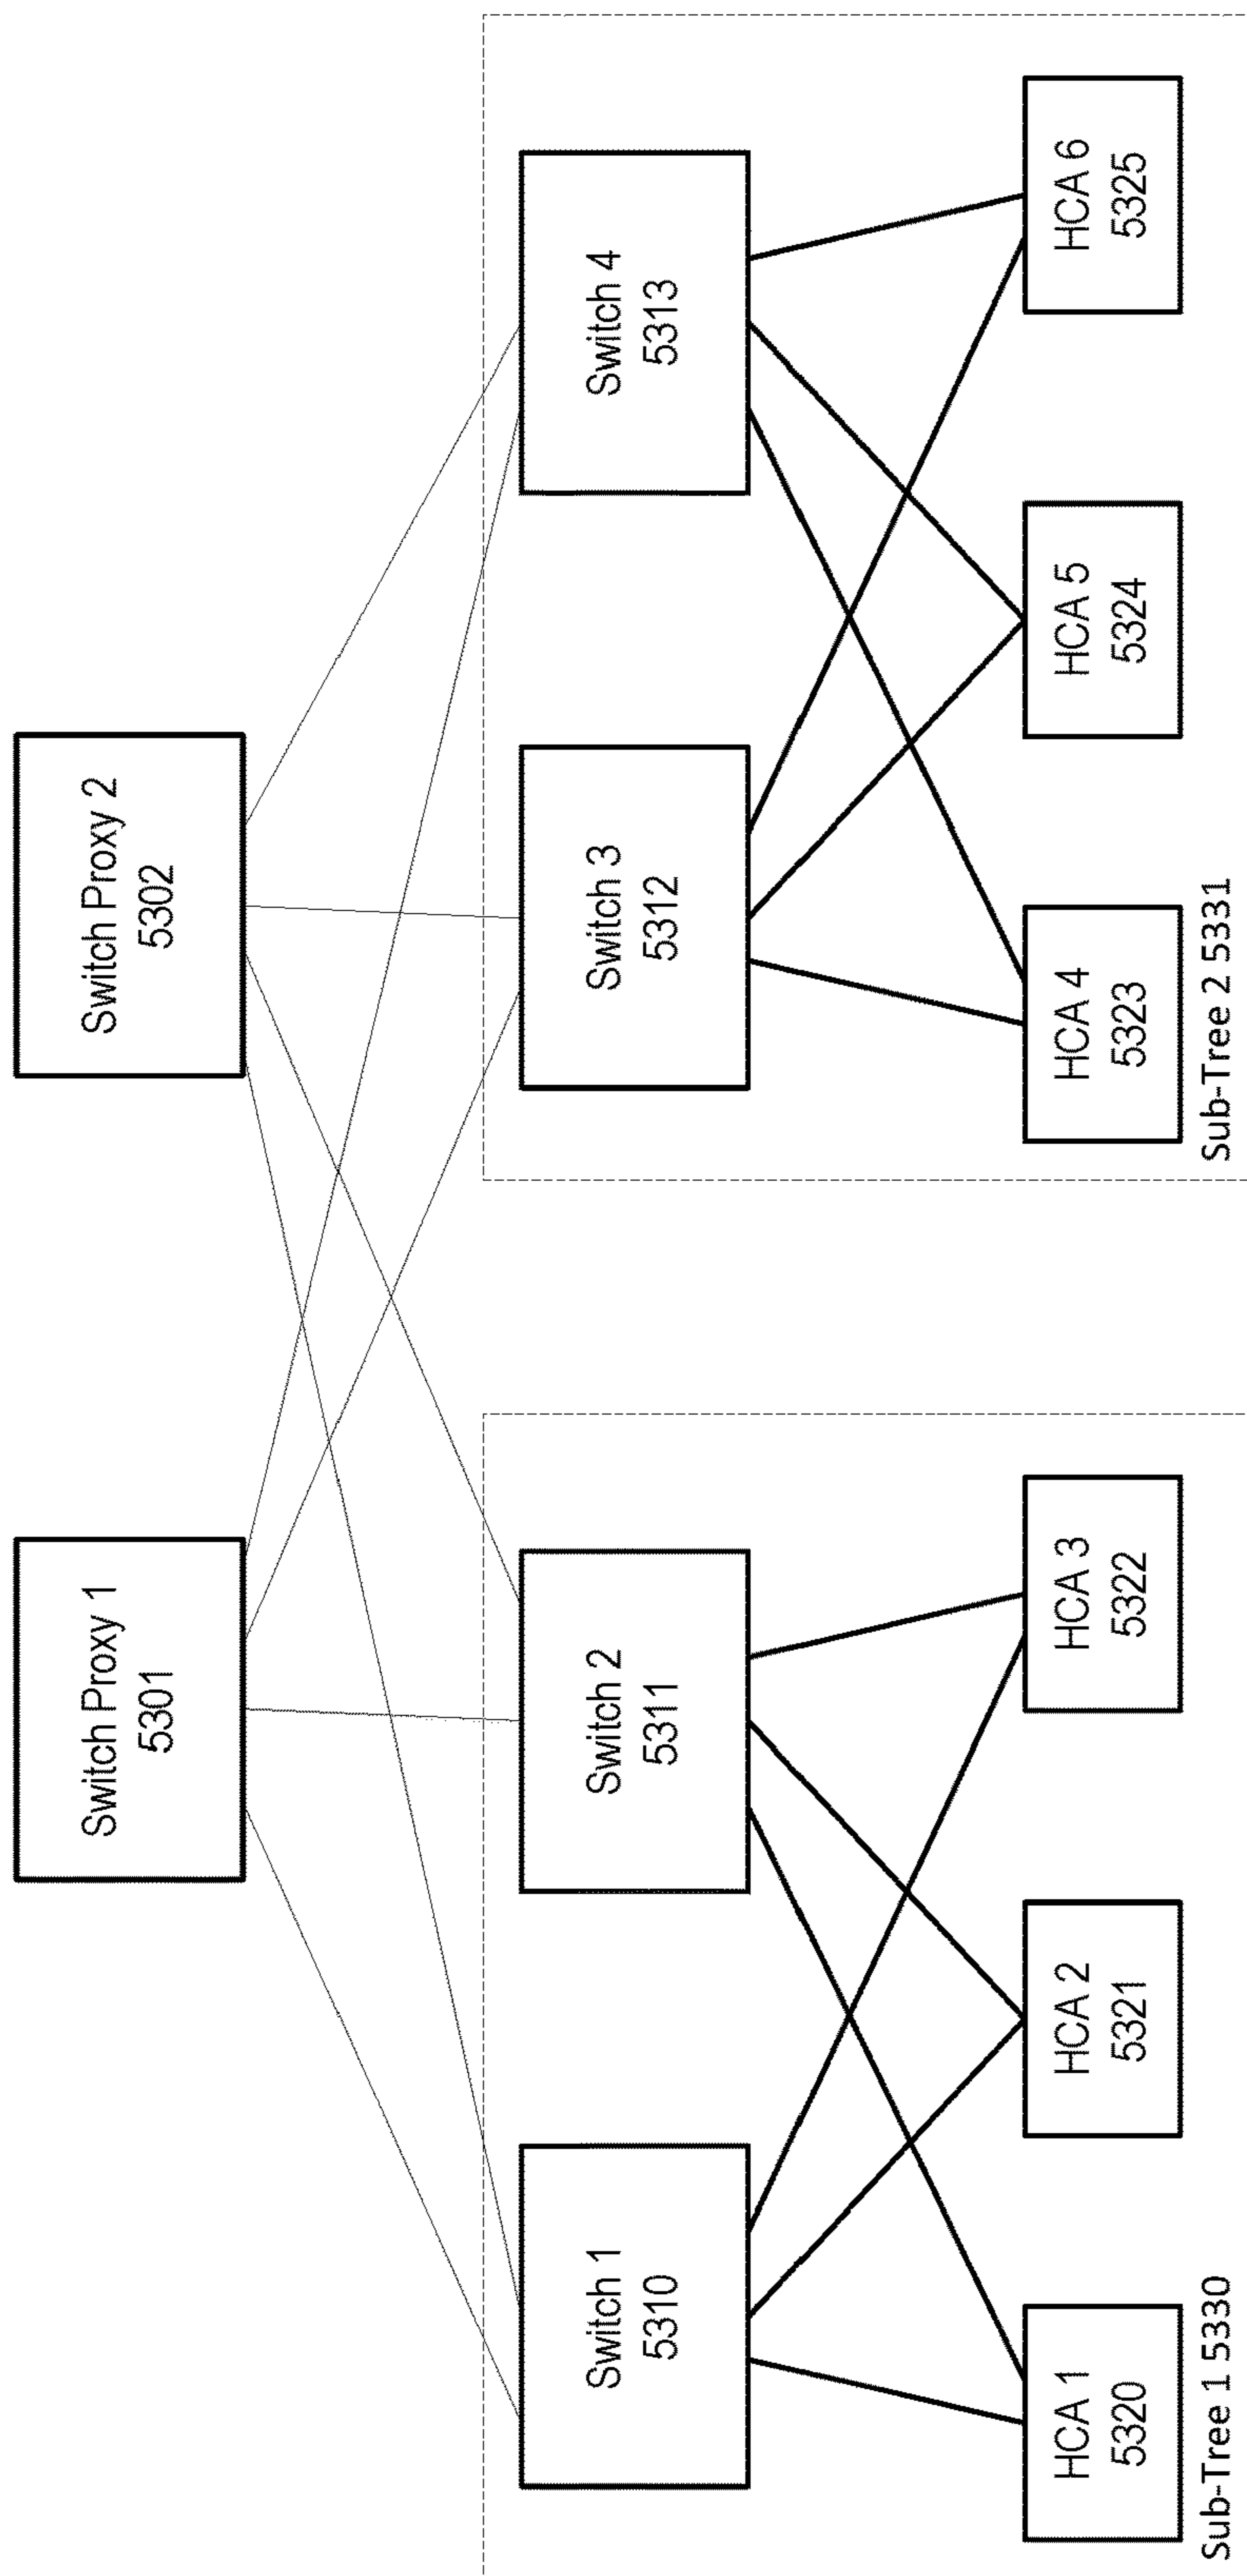 Switch Proxy 1
5301
Switch Proxy 2
5302
Switch 1
5310
Switch 2
5311
Switch 3
5312
Switch 4
5313
HCA 1
5320
HCA 2
5321
HCA 3
5322
HCA 4
5323
HCA 5
5324
HCA 6
5325
Sub-Tree 1 5330
Sub-Tree 2 5331